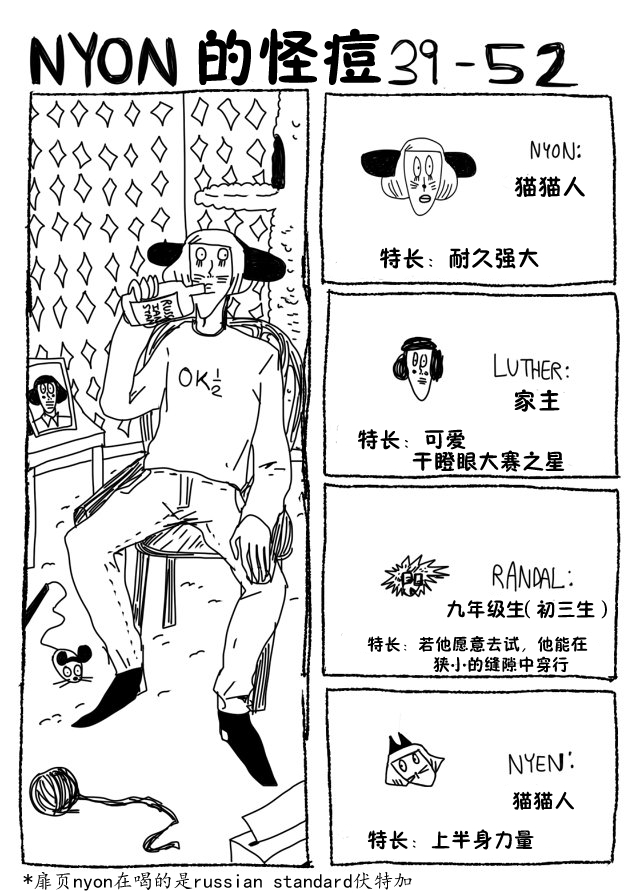 NYON 的怪痘 39-52
OK ½
NYON:
猫猫人
特长：耐久强大
LUTHER:
家主
特长：可爱
干瞪眼大赛之星
RANDAL:
九年级生(初三生)
特长：若他愿意去试，他能在
狭小的缝隙中穿行
NYEN:
猫猫人
特长：上半身力量
*扉页nyon在喝的是russian standard伏特加